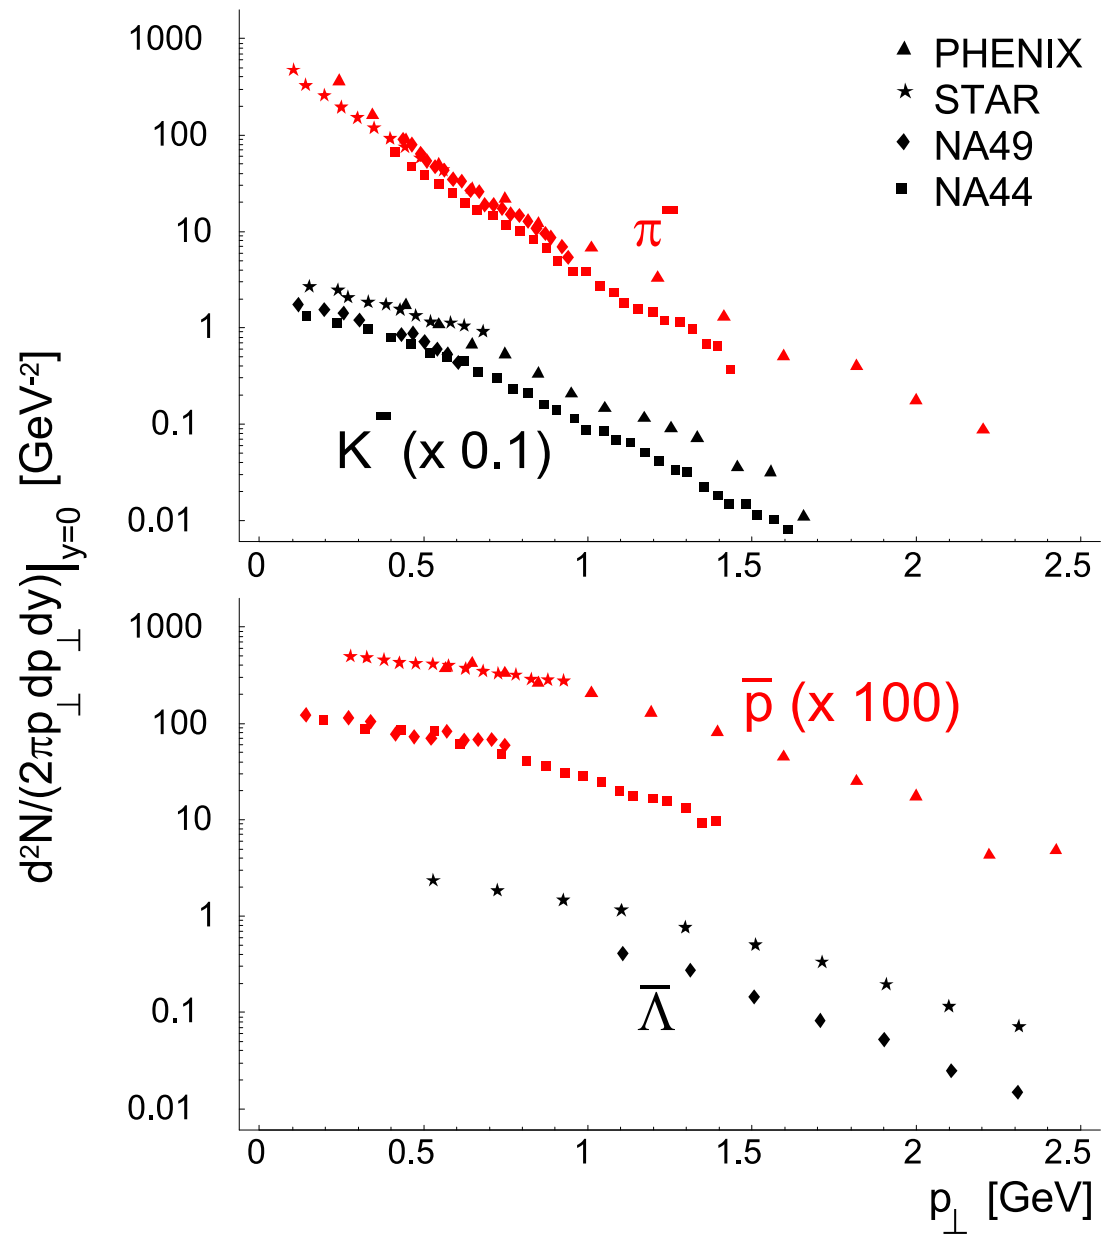 1000
100
10
1
0.1
0.01
PHENIX
STAR
NA49
NA44
π⁻
K⁻ (x 0.1)
0 0.5 1 1.5 2 2.5
d²N/(2πp⊥ dp⊥ dy)|y=0 [GeV⁻²]
1000
100
10
1
0.1
0.01
p̅ (x 100)
Λ̅
0 0.5 1 1.5 2 2.5
p⊥ [GeV]